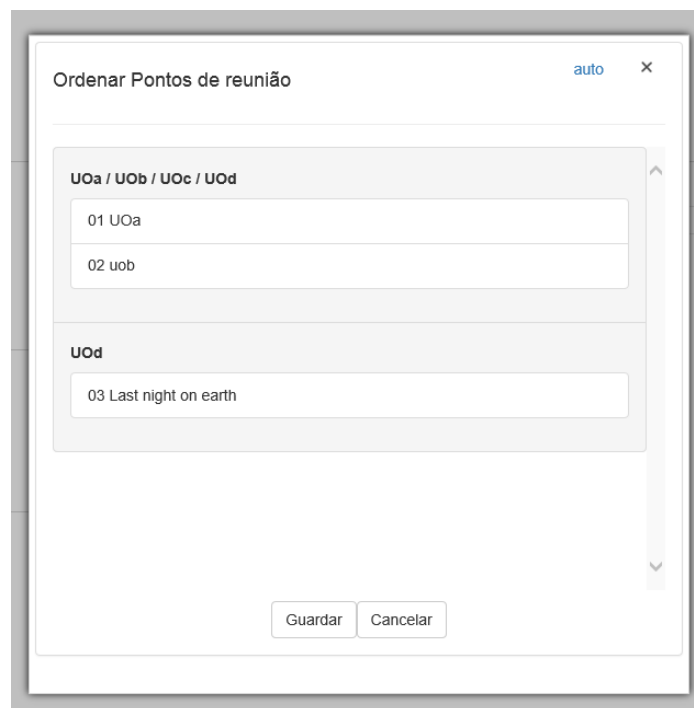 Ordenar Pontos de reunião
auto
×
UOa / UOb / UOc / UOd
01 UOa
02 uob
UOd
03 Last night on earth
Guardar
Cancelar